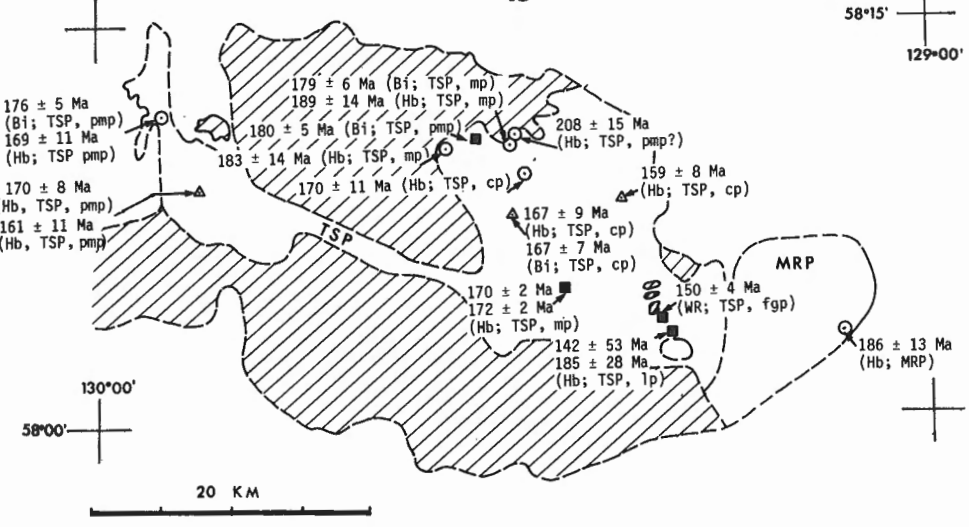 58°15'
129°00'
179 ± 6 Ma (Bi; TSP, mp)
189 ± 14 Ma (Hb; TSP, mp)
176 ± 5 Ma
(Bi; TSP, pmp)
169 ± 11 Ma
(Hb; TSP pmp)
180 ± 5 Ma (Bi; TSP, pmp)
208 ± 15 Ma
(Hb; TSP, pmp?)
183 ± 14 Ma (Hb; TSP, mp)
170 ± 11 Ma (Hb; TSP, cp)
159 ± 8 Ma
(Hb; TSP, cp)
170 ± 8 Ma
(Hb, TSP, pmp)
161 ± 11 Ma
(Hb, TSP, pmp)
167 ± 9 Ma
(Hb; TSP, cp)
167 ± 7 Ma
(Bi; TSP, cp)
TSP
MRP
170 ± 2 Ma
172 ± 2 Ma
(Hb; TSP, mp)
150 ± 4 Ma
(WR; TSP, fgp)
142 ± 53 Ma
185 ± 28 Ma
(Hb; TSP, lp)
186 ± 13 Ma
(Hb; MRP)
130°00'
58°00'
20 KM